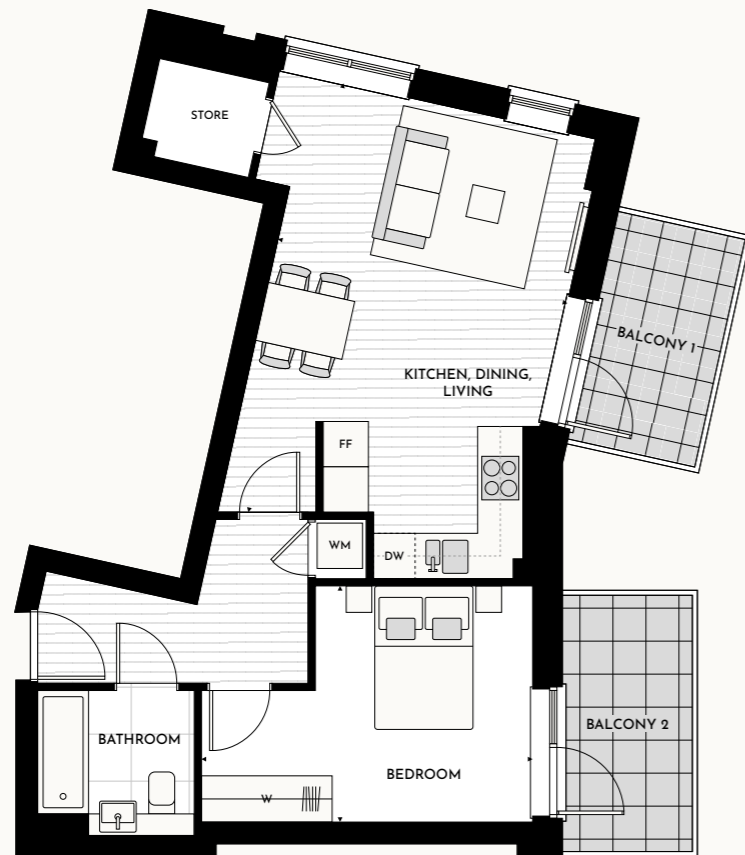 STORE
BALCONY 1
KITCHEN, DINING,
LIVING
FF
WM
DW
BALCONY 2
BATHROOM
BEDROOM
W